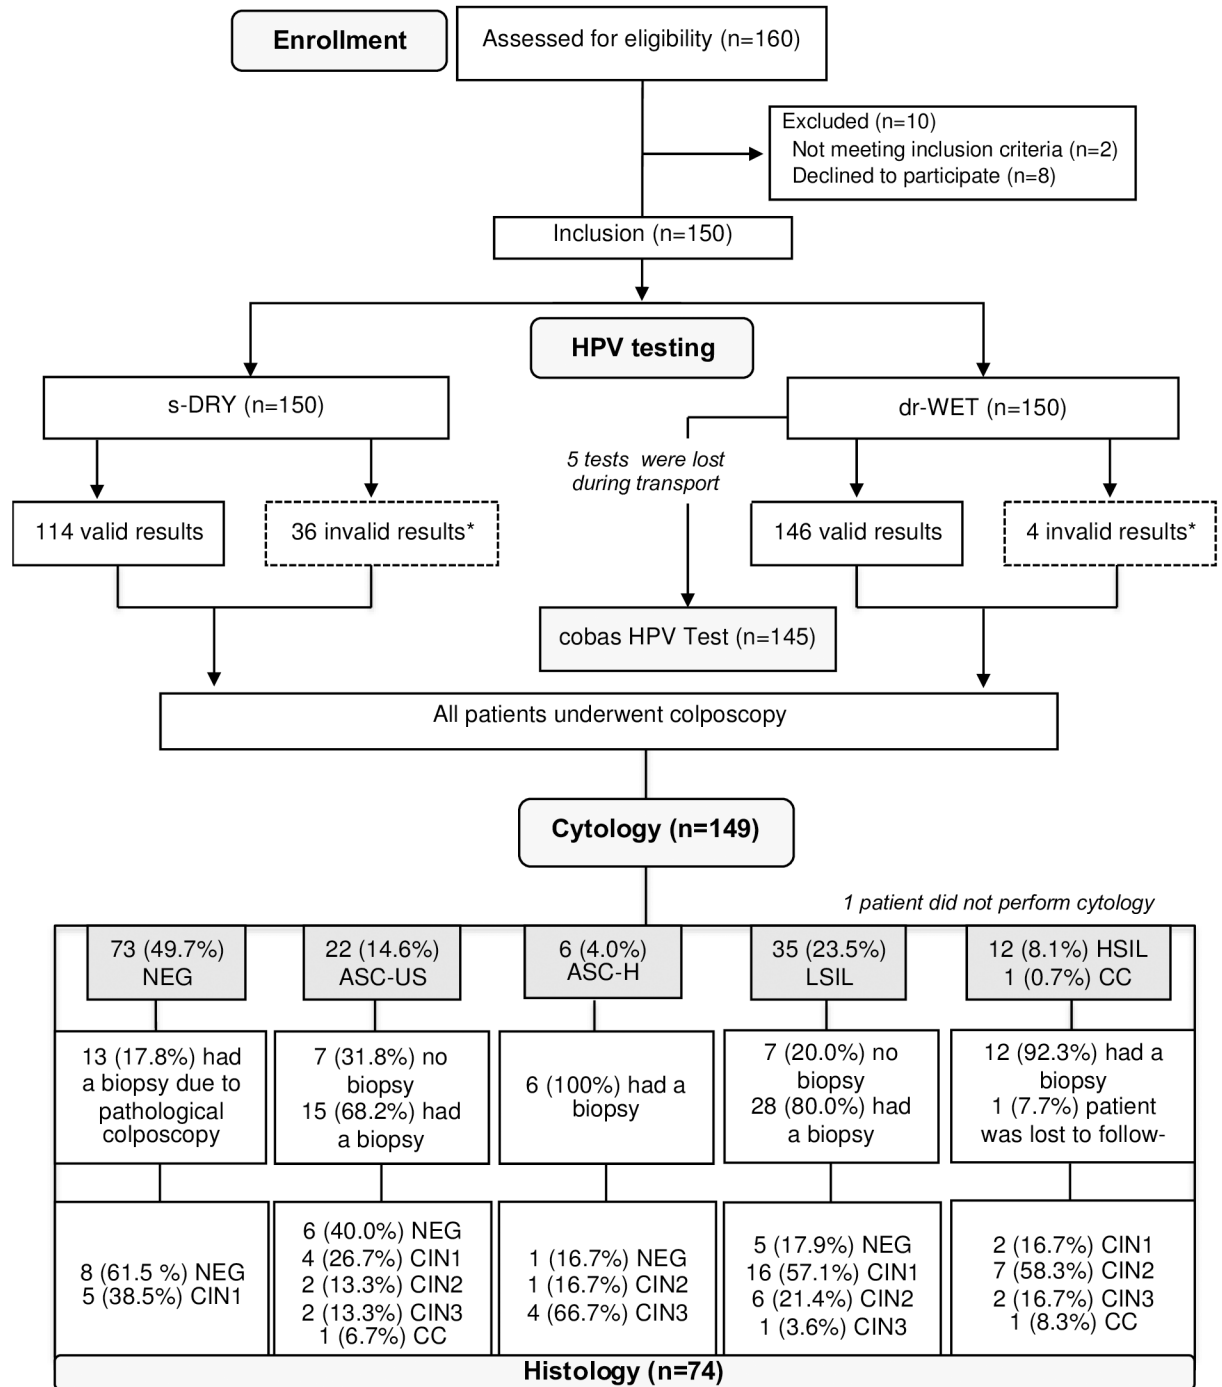 Enrollment
Assessed for eligibility (n=160)
Excluded (n=10)
Not meeting inclusion criteria (n=2)
Declined to participate (n=8)
Inclusion (n=150)
HPV testing
s-DRY (n=150)
dr-WET (n=150)
5 tests were lost
during transport
114 valid results
36 invalid results*
146 valid results
4 invalid results*
cobas HPV Test (n=145)
All patients underwent colposcopy
Cytology (n=149)
1 patient did not perform cytology
73 (49.7%)
NEG
22 (14.6%)
ASC-US
6 (4.0%)
ASC-H
35 (23.5%)
LSIL
12 (8.1%) HSIL
1 (0.7%) CC
13 (17.8%) had
a biopsy due to
pathological
colposcopy
7 (31.8%) no
biopsy
15 (68.2%) had
a biopsy
6 (100%) had a
biopsy
7 (20.0%) no
biopsy
28 (80.0%) had
a biopsy
12 (92.3%) had a
biopsy
1 (7.7%) patient
was lost to follow-
8 (61.5 %) NEG
5 (38.5%) CIN1
6 (40.0%) NEG
4 (26.7%) CIN1
2 (13.3%) CIN2
2 (13.3%) CIN3
1 (6.7%) CC
1 (16.7%) NEG
1 (16.7%) CIN2
4 (66.7%) CIN3
5 (17.9%) NEG
16 (57.1%) CIN1
6 (21.4%) CIN2
1 (3.6%) CIN3
2 (16.7%) CIN1
7 (58.3%) CIN2
2 (16.7%) CIN3
1 (8.3%) CC
Histology (n=74)